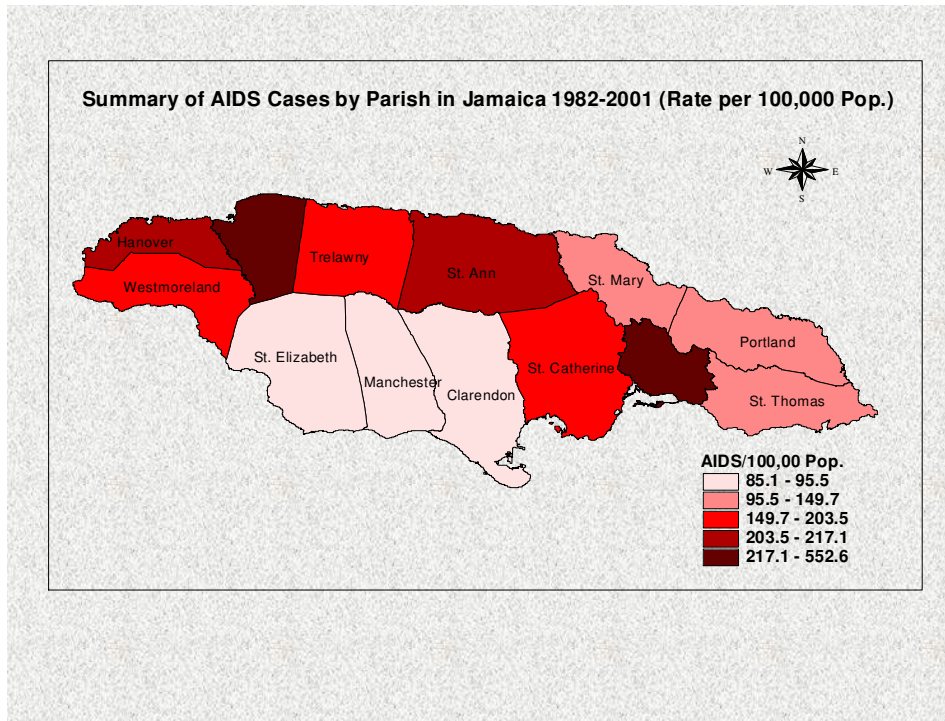 Summary of AIDS Cases by Parish in Jamaica 1982-2001 (Rate per 100,000 Pop.)
N
W E
S
Hanover
Trelawny
St. Ann
St. Mary
Westmoreland
Portland
St. Elizabeth
St. Catherine
Manchester
Clarendon
St. Thomas
AIDS/100,00 Pop.
85.1 - 95.5
95.5 - 149.7
149.7 - 203.5
203.5 - 217.1
217.1 - 552.6